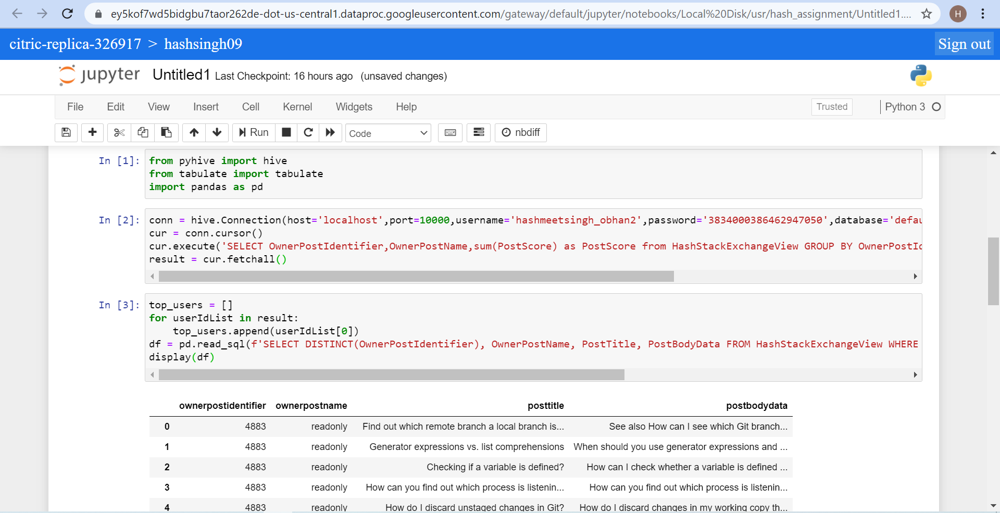 ey5kof7wd5bidgbu7taor262de-dot-us-central1.dataproc.googleusercontent.com/gateway/default/jupyter/notebooks/Local%20Disk/usr/hash_assignment/Untitled1.... H
citric-replica-326917 > hashsingh09 Sign out
jupyter Untitled1 Last Checkpoint: 16 hours ago (unsaved changes)
File Edit View Insert Cell Kernel Widgets Help Trusted Python 3
Run Code nbdiff
In [1]: from pyhive import hive
from tabulate import tabulate
import pandas as pd
In [2]: conn = hive.Connection(host='localhost',port=10000,username='hashmeetsingh_obhan2',password='3834000386462947050',database='defau
cur = conn.cursor()
cur.execute('SELECT OwnerPostIdentifier,OwnerPostName,sum(PostScore) as PostScore from HashStackExchangeView GROUP BY OwnerPostId
result = cur.fetchall()
In [3]: top_users = []
for userIdList in result:
    top_users.append(userIdList[0])
df = pd.read_sql(f'SELECT DISTINCT(OwnerPostIdentifier), OwnerPostName, PostTitle, PostBodyData FROM HashStackExchangeView WHERE
display(df)
ownerpostidentifier ownerpostname posttitle postbodydata
0 4883 readonly Find out which remote branch a local branch is... See also How can I see which Git branch...
1 4883 readonly Generator expressions vs. list comprehensions When should you use generator expressions and ...
2 4883 readonly Checking if a variable is defined? How can I check whether a variable is defined ...
3 4883 readonly How can you find out which process is listenin... How can you find out which process is listenin...
4 4883 readonly How do I discard unstaged changes in Git? How do I discard changes in my working copy th...